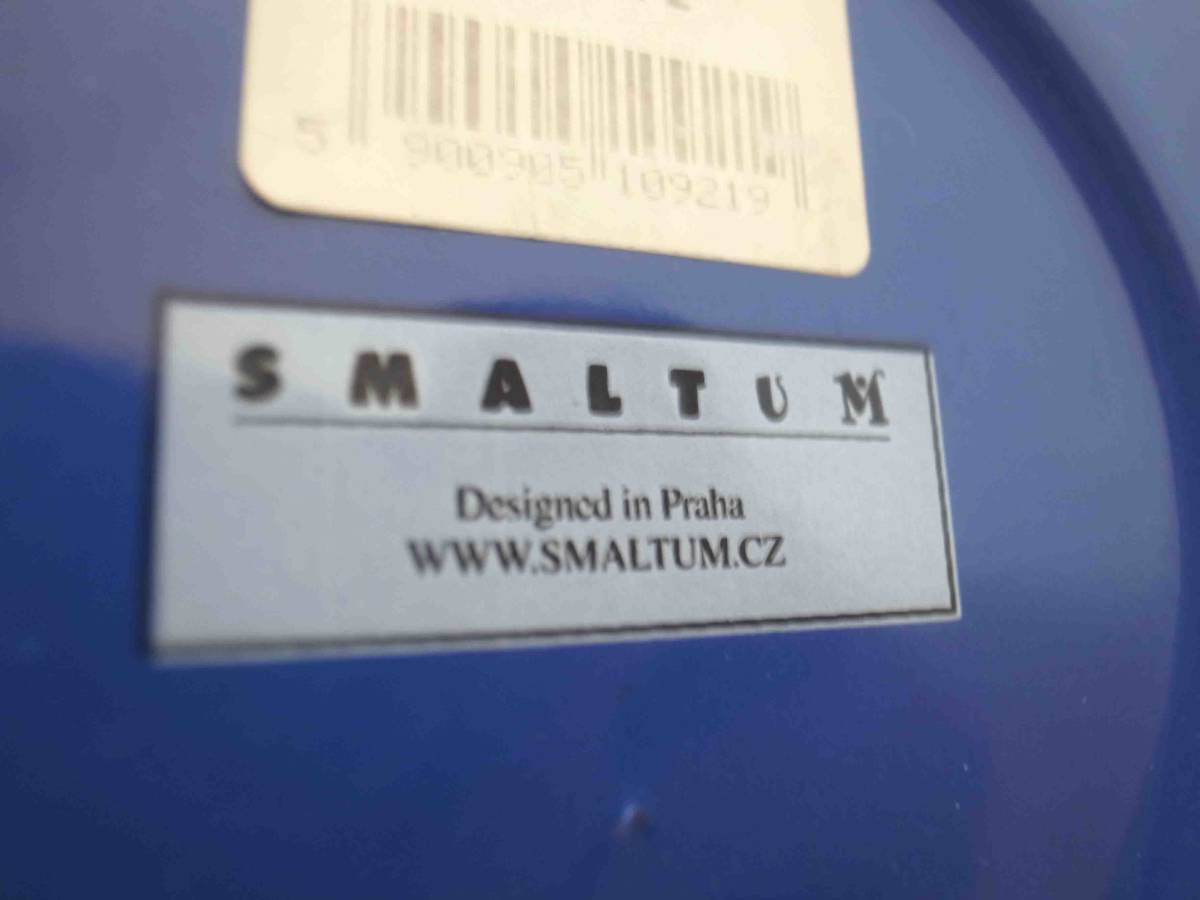 5 900905 109219
SMALTUM
Designed in Praha
WWW.SMALTUM.CZ